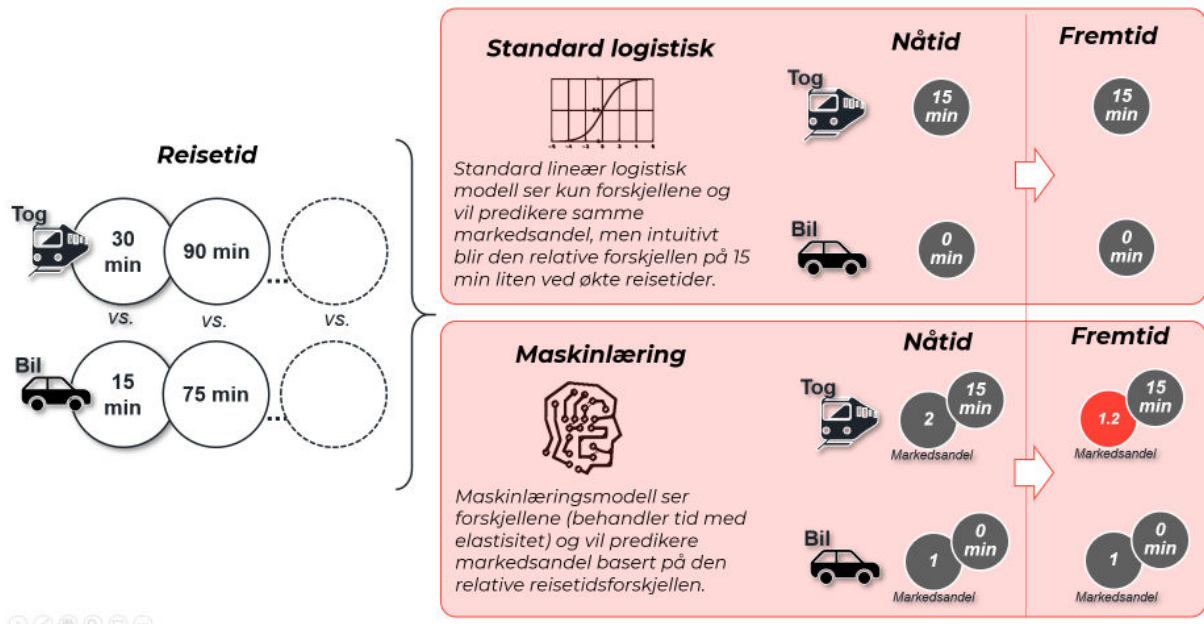 Reisetid
Tog
30
min
90 min
...
vs.
vs.
vs.
Bil
15
min
75 min
...
Standard logistisk
Standard lineær logistisk
modell ser kun forskjellene og
vil predikere samme
markedsandel, men intuitivt
blir den relative forskjellen på 15
min liten ved økte reisetider.
Nåtid
Fremtid
Tog
15
min
15
min
Bil
0
min
0
min
Maskinlæring
Maskinlæringsmodell ser
forskjellene (behandler tid med
elastisitet) og vil predikere
markedsandel basert på den
relative reisetidsforskjellen.
Nåtid
Fremtid
Tog
2
15
min
Markedsandel
1.2
15
min
Markedsandel
Bil
1
0
min
Markedsandel
1
0
min
Markedsandel